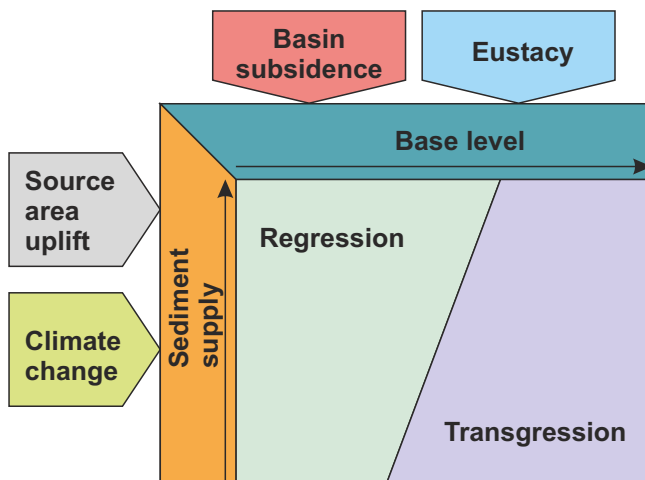 Basin
subsidence
Eustacy
Base level
Source
area
uplift
Regression
Sediment
supply
Climate
change
Transgression